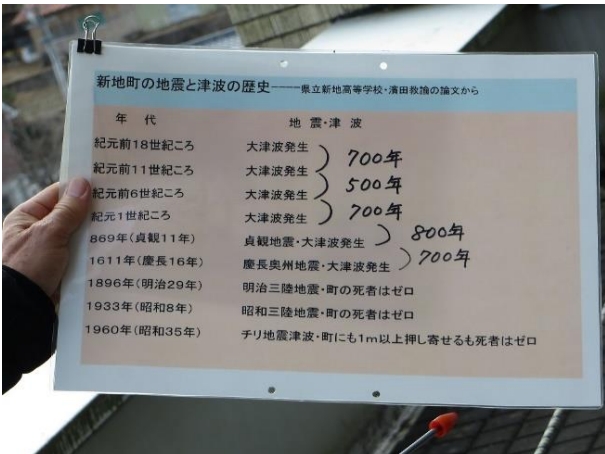 新地町の地震と津波の歴史――県立新地高等学校・濱田教諭の論文から
年 代 地 震・津 波
紀元前18世紀ころ 大津波発生
700年
紀元前11世紀ころ 大津波発生
500年
紀元前6世紀ころ 大津波発生
700年
紀元1世紀ころ 大津波発生
800年
869年(貞観11年) 貞観地震・大津波発生
700年
1611年(慶長16年) 慶長奥州地震・大津波発生
1896年(明治29年) 明治三陸地震・町の死者はゼロ
1933年(昭和8年) 昭和三陸地震・町の死者はゼロ
1960年(昭和35年) チリ地震津波・町にも1m以上押し寄せるも死者はゼロ